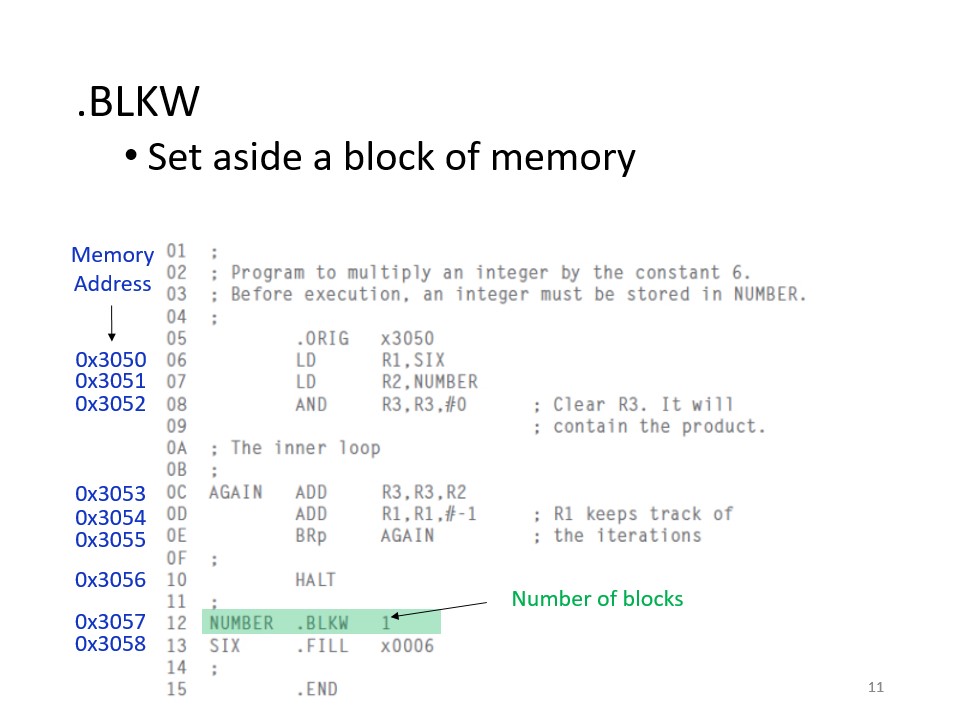 .BLKW
• Set aside a block of memory
Memory
Address
01 ;
02 ; Program to multiply an integer by the constant 6.
03 ; Before execution, an integer must be stored in NUMBER.
04 ;
05 .ORIG x3050
0x3050 06 LD R1,SIX
0x3051 07 LD R2,NUMBER
0x3052 08 AND R3,R3,#0 ; Clear R3. It will
09 ; contain the product.
0A ; The inner loop
0B ;
0x3053 0C AGAIN ADD R3,R3,R2
0x3054 0D ADD R1,R1,#-1 ; R1 keeps track of
0x3055 0E BRp AGAIN ; the iterations
0F ;
0x3056 10 HALT
11 ;
Number of blocks
0x3057 12 NUMBER .BLKW 1
0x3058 13 SIX .FILL x0006
14 ;
15 .END
11